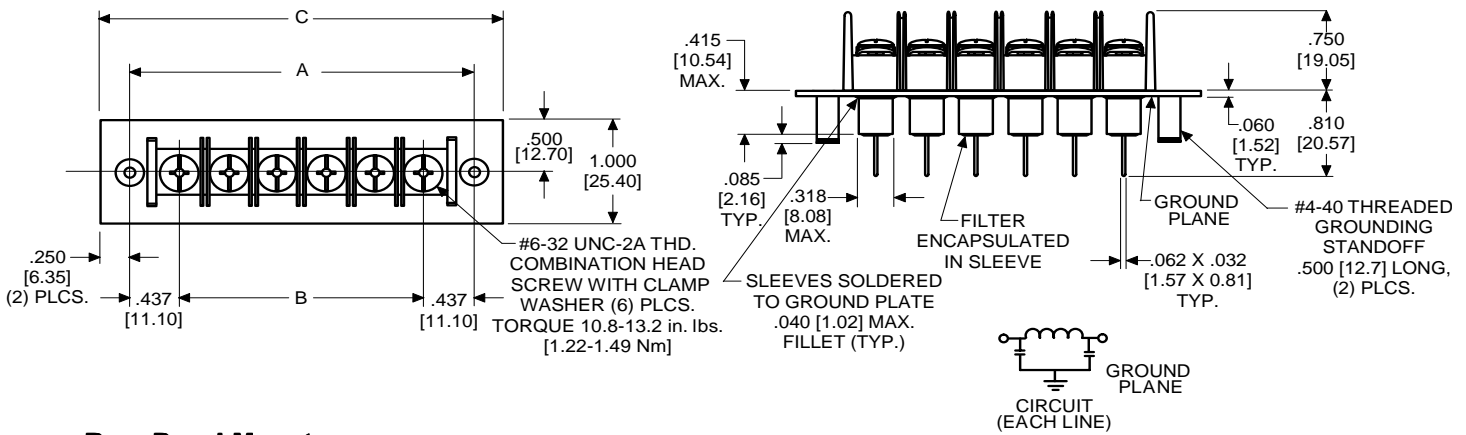 C
A
.500
[12.70]
1.000
[25.40]
.250
[6.35]
(2) PLCS.
.437
[11.10]
B
.437
[11.10]
#6-32 UNC-2A THD.
COMBINATION HEAD
SCREW WITH CLAMP
WASHER (6) PLCS.
TORQUE 10.8-13.2 in. lbs.
[1.22-1.49 Nm]
.415
[10.54]
MAX.
.750
[19.05]
.060
[1.52]
TYP.
.810
[20.57]
.085
[2.16]
TYP.
.318
[8.08]
MAX.
FILTER
ENCAPSULATED
IN SLEEVE
GROUND
PLANE
#4-40 THREADED
GROUNDING
STANDOFF
.500 [12.7] LONG,
(2) PLCS.
.062 X .032
[1.57 X 0.81]
TYP.
SLEEVES SOLDERED
TO GROUND PLATE
.040 [1.02] MAX.
FILLET (TYP.)
GROUND
PLANE
CIRCUIT
(EACH LINE)